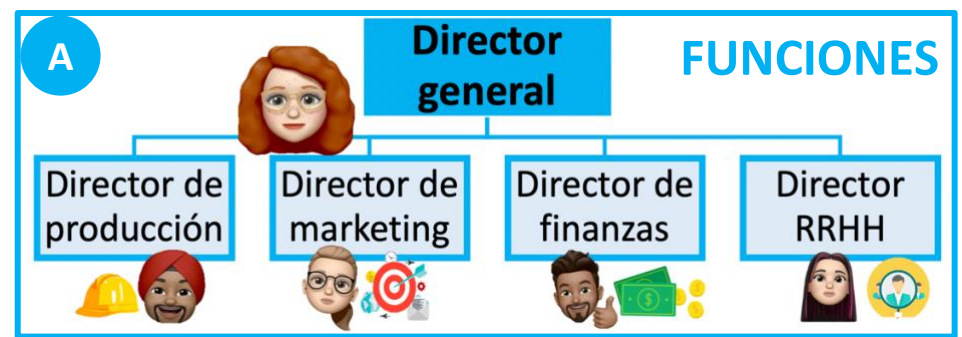 A
Director
general
FUNCIONES
Director de
producción
Director de
marketing
Director de
finanzas
Director
RRHH